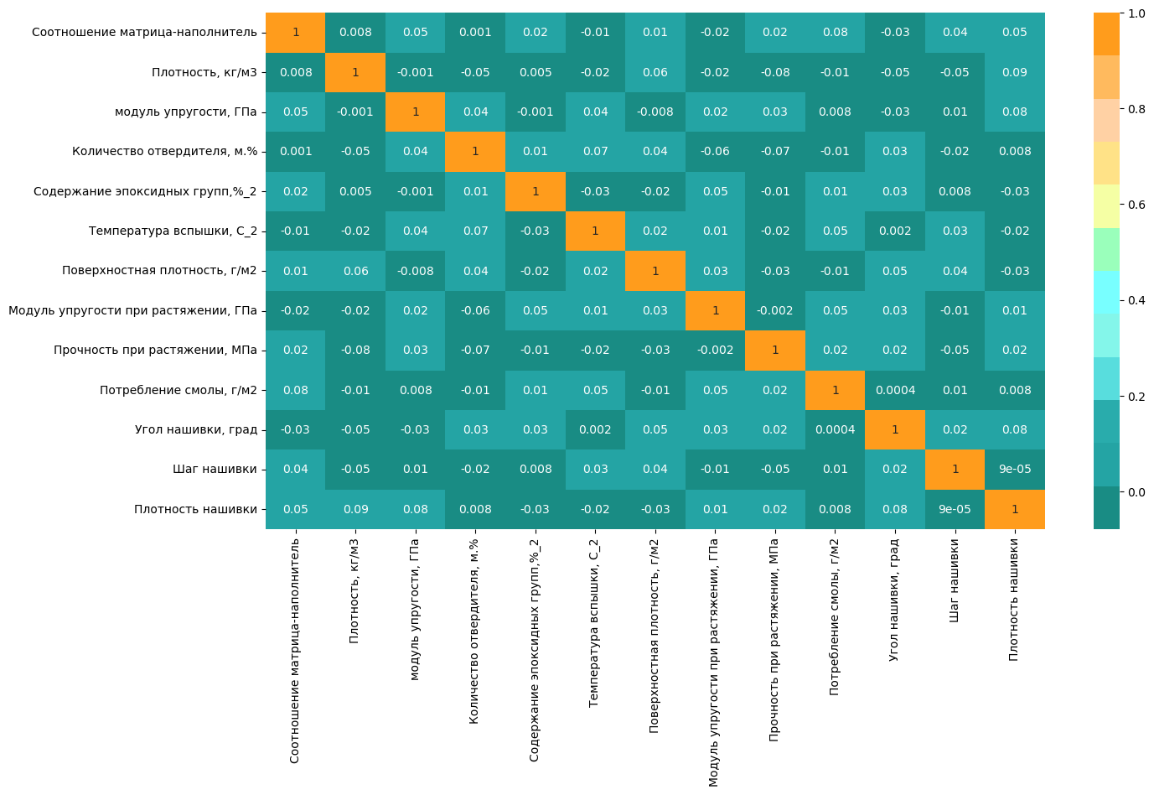 Соотношение матрица-наполнитель 1 0.008 0.05 0.001 0.02 -0.01 0.01 -0.02 0.02 0.08 -0.03 0.04 0.05
Плотность, кг/м3 0.008 1 -0.001 -0.05 0.005 -0.02 0.06 -0.02 -0.08 -0.01 -0.05 -0.05 0.09
модуль упругости, ГПа 0.05 -0.001 1 0.04 -0.001 0.04 -0.008 0.02 0.03 0.008 -0.03 0.01 0.08
Количество отвердителя, м.% 0.001 -0.05 0.04 1 0.01 0.07 0.04 -0.06 -0.07 -0.01 0.03 -0.02 0.008
Содержание эпоксидных групп,%_2 0.02 0.005 -0.001 0.01 1 -0.03 -0.02 0.05 -0.01 0.01 0.03 0.008 -0.03
Температура вспышки, С_2 -0.01 -0.02 0.04 0.07 -0.03 1 0.02 0.01 -0.02 0.05 0.002 0.03 -0.02
Поверхностная плотность, г/м2 0.01 0.06 -0.008 0.04 -0.02 0.02 1 0.03 -0.03 -0.01 0.05 0.04 -0.03
Модуль упругости при растяжении, ГПа -0.02 -0.02 0.02 -0.06 0.05 0.01 0.03 1 -0.002 0.05 0.03 -0.01 0.01
Прочность при растяжении, МПа 0.02 -0.08 0.03 -0.07 -0.01 -0.02 -0.03 -0.002 1 0.02 0.02 -0.05 0.02
Потребление смолы, г/м2 0.08 -0.01 0.008 -0.01 0.01 0.05 -0.01 0.05 0.02 1 0.0004 0.01 0.008
Угол нашивки, град -0.03 -0.05 -0.03 0.03 0.03 0.002 0.05 0.03 0.02 0.0004 1 0.02 0.08
Шаг нашивки 0.04 -0.05 0.01 -0.02 0.008 0.03 0.04 -0.01 -0.05 0.01 0.02 1 9e-05
Плотность нашивки 0.05 0.09 0.08 0.008 -0.03 -0.02 -0.03 0.01 0.02 0.008 0.08 9e-05 1
Соотношение матрица-наполнитель
Плотность, кг/м3
модуль упругости, ГПа
Количество отвердителя, м.%
Содержание эпоксидных групп,%_2
Температура вспышки, С_2
Поверхностная плотность, г/м2
Модуль упругости при растяжении, ГПа
Прочность при растяжении, МПа
Потребление смолы, г/м2
Угол нашивки, град
Шаг нашивки
Плотность нашивки
1.0
0.8
0.6
0.4
0.2
0.0